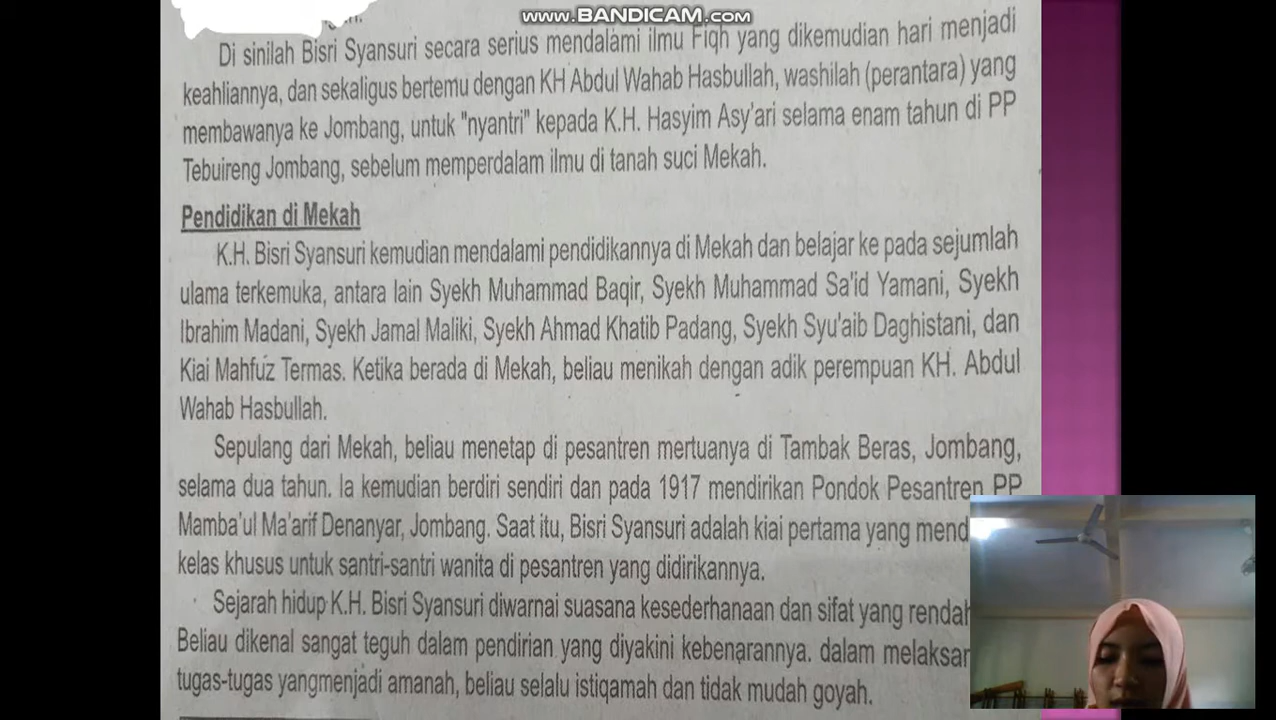 www.BANDICAM.com
Di sinilah Bisri Syansuri secara serius mendalami ilmu Fiqh yang dikemudian hari menjadi
keahliannya, dan sekaligus bertemu dengan KH Abdul Wahab Hasbullah, washilah (perantara) yang
membawanya ke Jombang, untuk "nyantri" kepada K.H. Hasyim Asy'ari selama enam tahun di PP
Tebuireng Jombang, sebelum memperdalam ilmu di tanah suci Mekah.
Pendidikan di Mekah
K.H. Bisri Syansuri kemudian mendalami pendidikannya di Mekah dan belajar ke pada sejumlah
ulama terkemuka, antara lain Syekh Muhammad Baqir, Syekh Muhammad Sa'id Yamani, Syekh
Ibrahim Madani, Syekh Jamal Maliki, Syekh Ahmad Khatib Padang, Syekh Syu'aib Daghistani, dan
Kiai Mahfuz Termas. Ketika berada di Mekah, beliau menikah dengan adik perempuan KH. Abdul
Wahab Hasbullah.
Sepulang dari Mekah, beliau menetap di pesantren mertuanya di Tambak Beras, Jombang,
selama dua tahun. Ia kemudian berdiri sendiri dan pada 1917 mendirikan Pondok Pesantren PP
Mamba'ul Ma'arif Denanyar, Jombang. Saat itu, Bisri Syansuri adalah kiai pertama yang mend
kelas khusus untuk santri-santri wanita di pesantren yang didirikannya.
Sejarah hidup K.H. Bisri Syansuri diwarnai suasana kesederhanaan dan sifat yang rendah
Beliau dikenal sangat teguh dalam pendirian yang diyakini kebenarannya. dalam melaksan
tugas-tugas yangmenjadi amanah, beliau selalu istiqamah dan tidak mudah goyah.